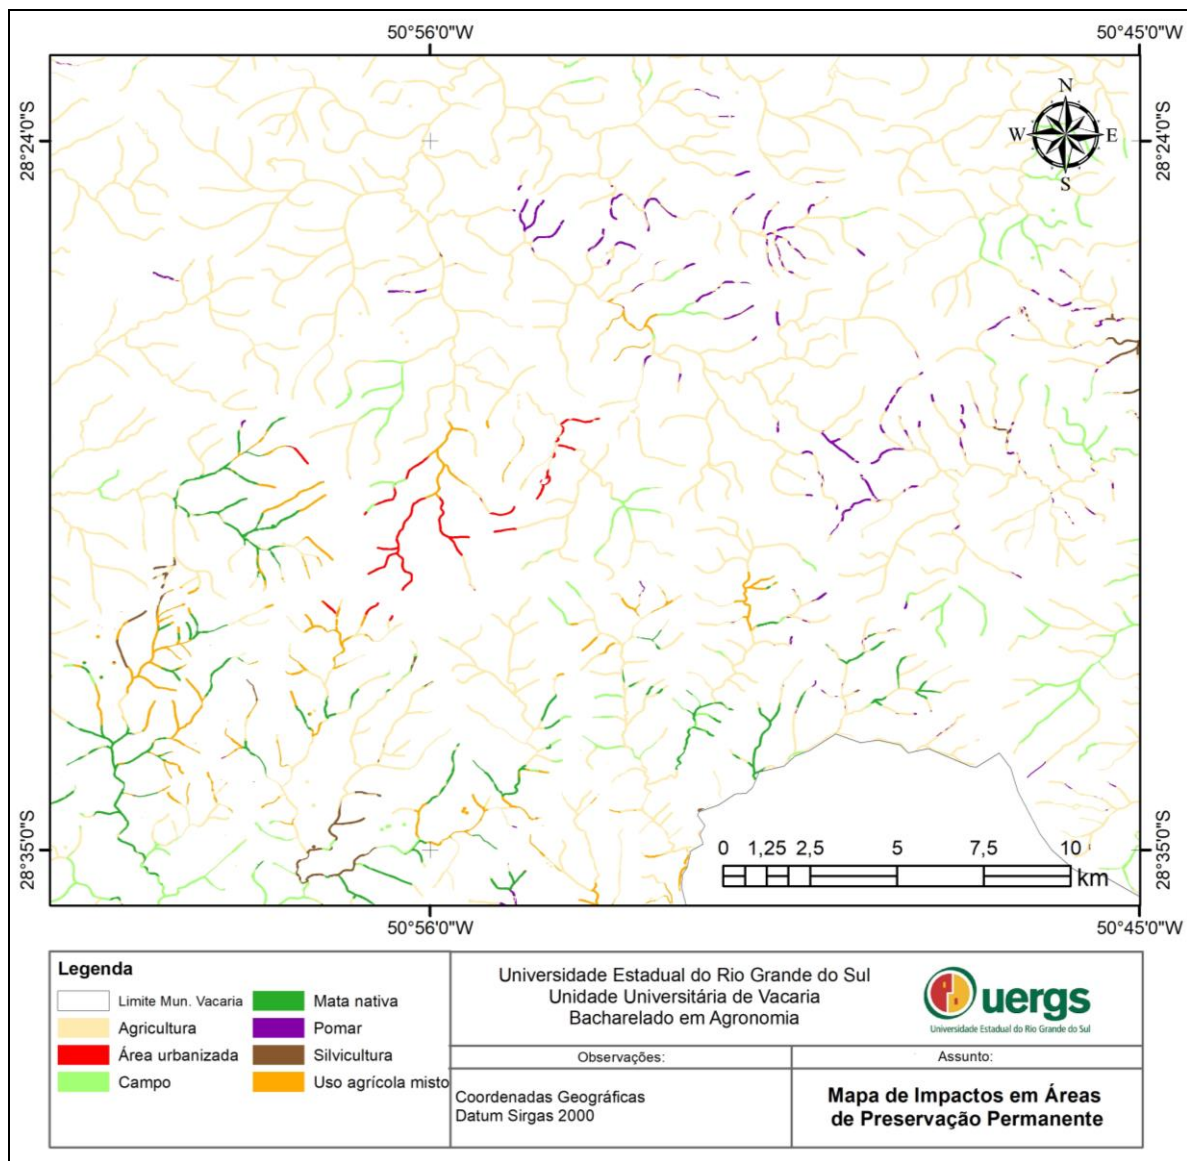 50°56'0"W
50°45'0"W
28°24'0"S
28°24'0"S
N
W
E
S
28°35'0"S
28°35'0"S
0 1,25 2,5 5 7,5 10
km
50°56'0"W
50°45'0"W
Legenda
Limite Mun. Vacaria
Agricultura
Área urbanizada
Campo
Mata nativa
Pomar
Silvicultura
Uso agrícola misto
Universidade Estadual do Rio Grande do Sul
Unidade Universitária de Vacaria
Bacharelado em Agronomia
uergs
Universidade Estadual do Rio Grande do Sul
Observações:
Coordenadas Geográficas
Datum Sirgas 2000
Assunto:
Mapa de Impactos em Áreas
de Preservação Permanente